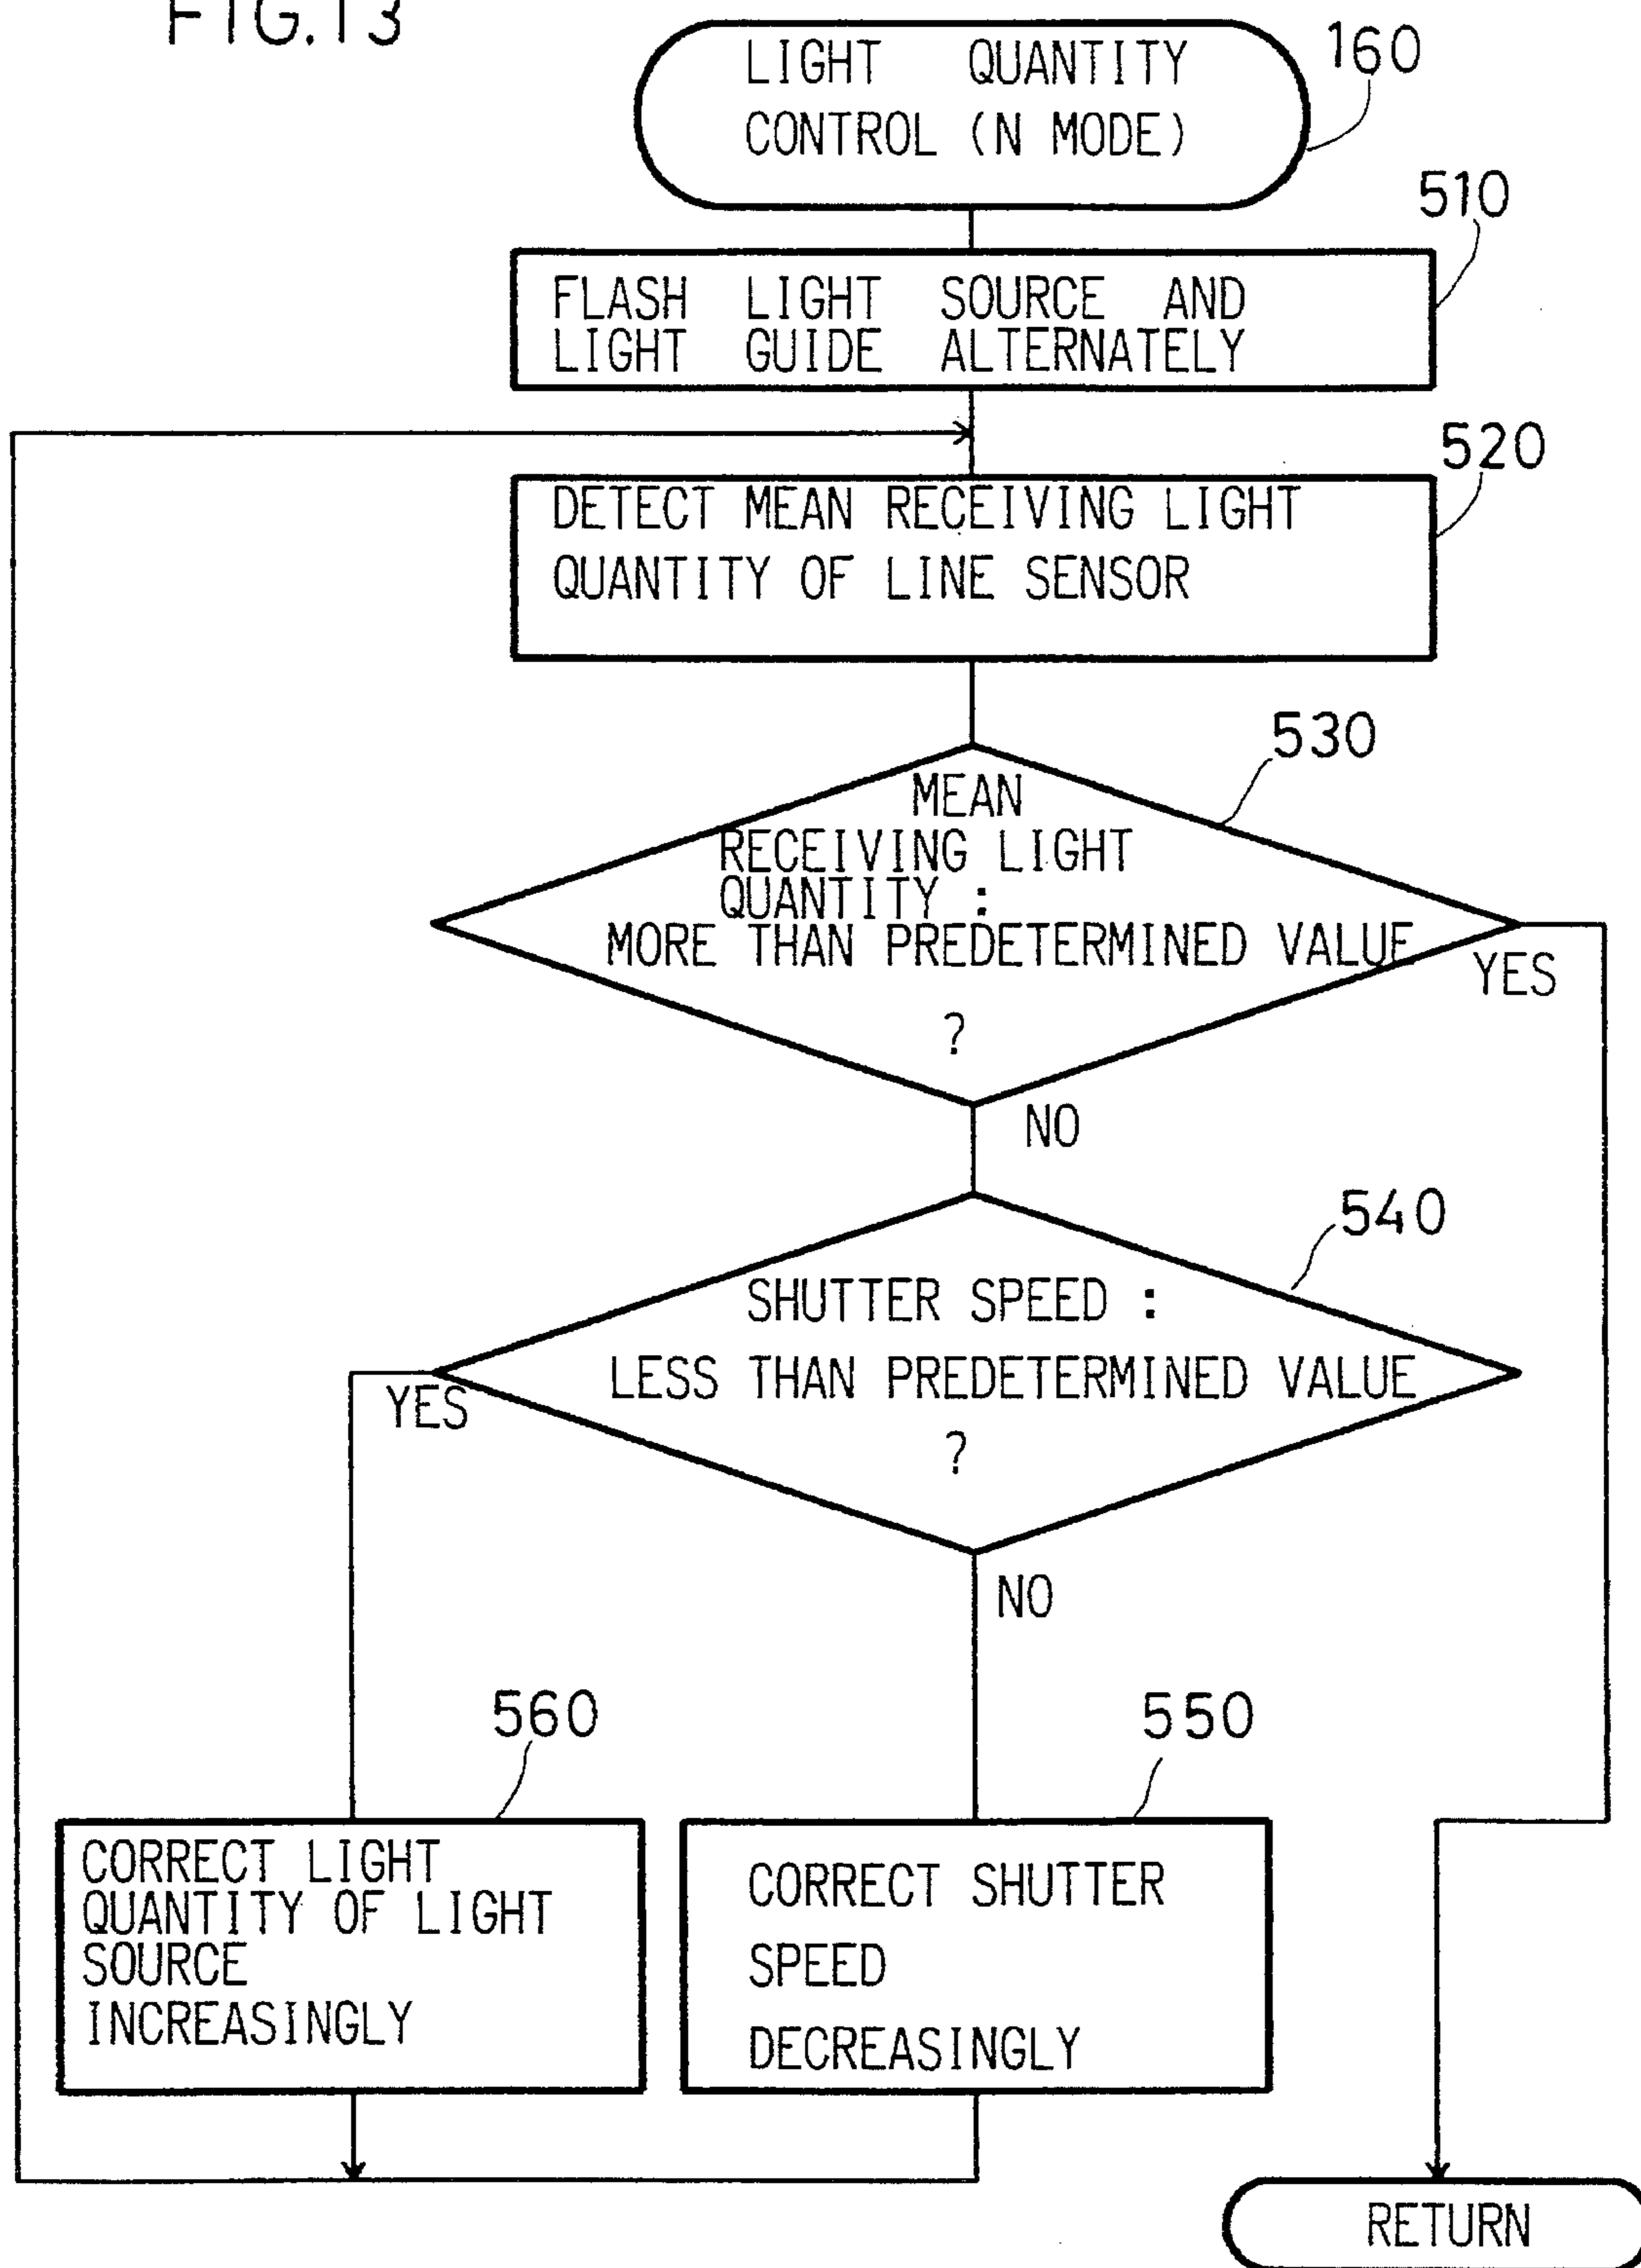 FIG.13
LIGHT QUANTITY
CONTROL (N MODE)
160
510
FLASH LIGHT SOURCE AND
LIGHT GUIDE ALTERNATELY
520
DETECT MEAN RECEIVING LIGHT
QUANTITY OF LINE SENSOR
530
MEAN
RECEIVING LIGHT
QUANTITY :
MORE THAN PREDETERMINED VALUE
?
YES
NO
540
SHUTTER SPEED :
LESS THAN PREDETERMINED VALUE
?
YES
NO
560
CORRECT LIGHT
QUANTITY OF LIGHT
SOURCE
INCREASINGLY
550
CORRECT SHUTTER
SPEED
DECREASINGLY
RETURN